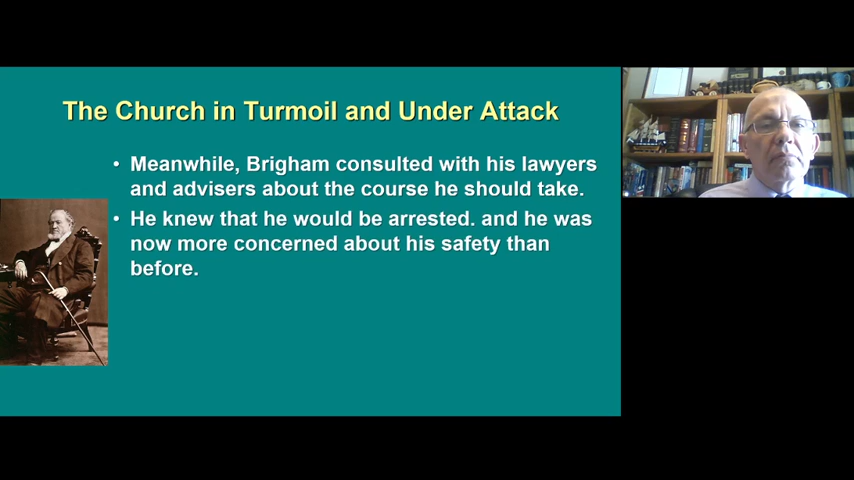 The Church in Turmoil and Under Attack
• Meanwhile, Brigham consulted with his lawyers
and advisers about the course he should take.
• He knew that he would be arrested. and he was
now more concerned about his safety than
before.